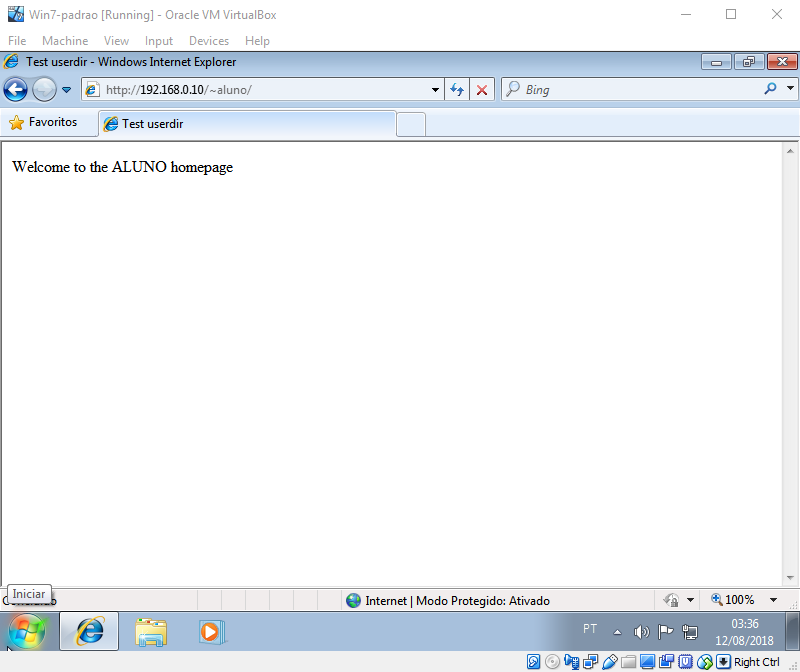 Win7-padrao [Running] - Oracle VM VirtualBox
File Machine View Input Devices Help
Test userdir - Windows Internet Explorer
http://192.168.0.10/~aluno/
Bing
Favoritos
Test userdir
Welcome to the ALUNO homepage
Iniciar
Internet | Modo Protegido: Ativado
100%
PT
03:36
12/08/2018
Right Ctrl